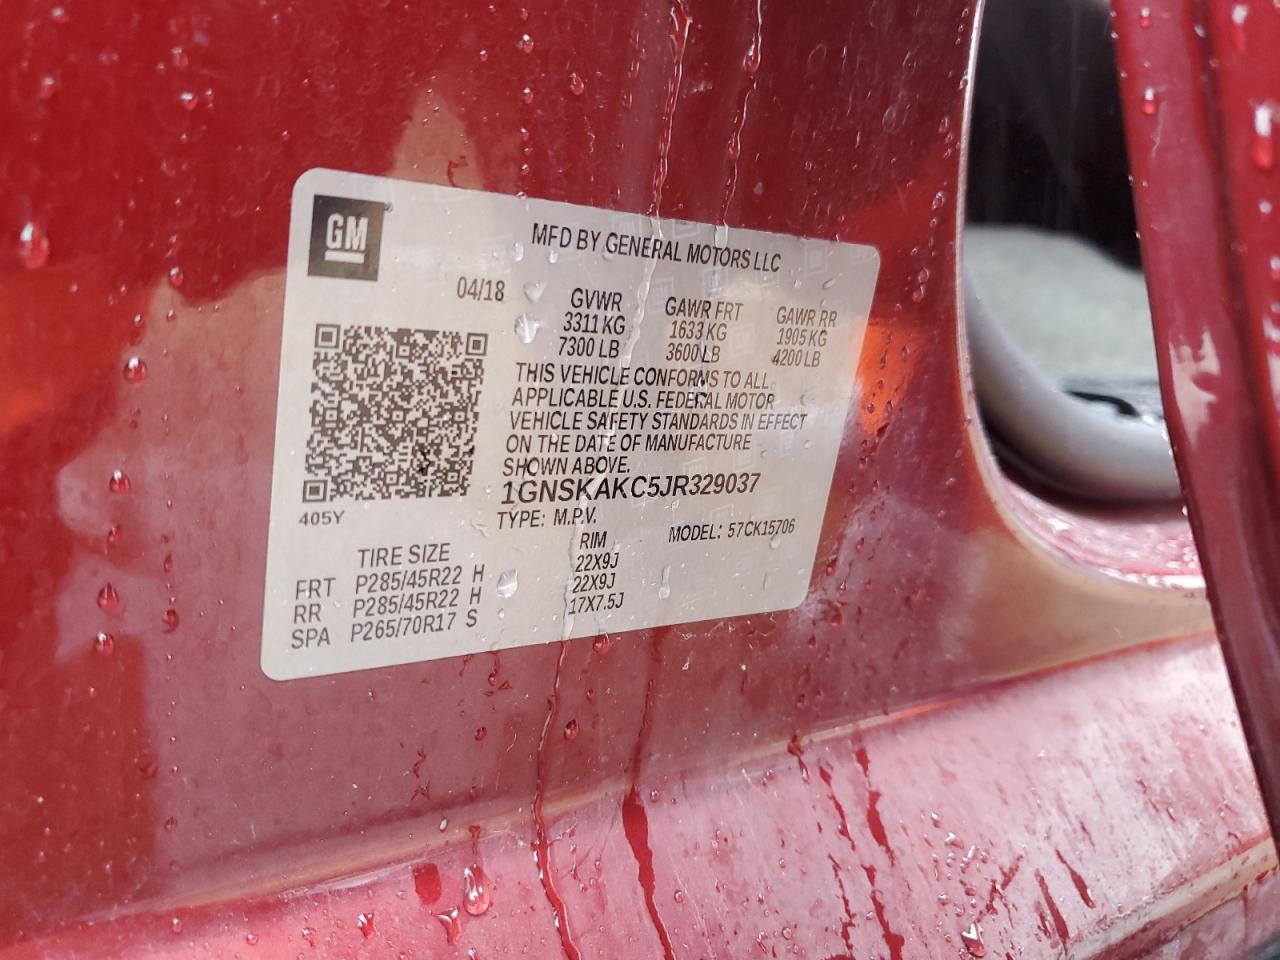 GM
MFD BY GENERAL MOTORS LLC
04/18
GVWR GAWR FRT GAWR RR
3311 KG 1633 KG 1905 KG
7300 LB 3600 LB 4200 LB
THIS VEHICLE CONFORMS TO ALL
APPLICABLE U.S. FEDERAL MOTOR
VEHICLE SAFETY STANDARDS IN EFFECT
ON THE DATE OF MANUFACTURE
SHOWN ABOVE.
1GNSKAKC5JR329037
405Y
TYPE: M.P.V. MODEL: 57CK15706
TIRE SIZE RIM
FRT P285/45R22 H 22X9J
RR P285/45R22 H 22X9J
SPA P265/70R17 S 17X7.5J